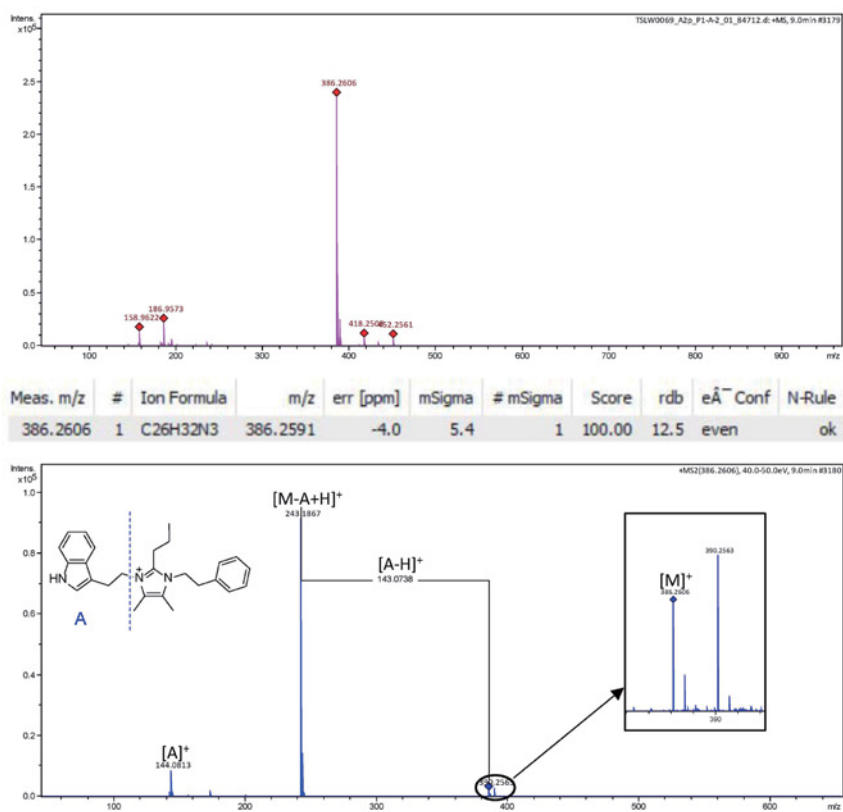 Intens.
x10⁵
TSLW0069_A2p_P1-A-2_01_84712.d: +MS, 9.0min #3179
386.2606
2.5
2.0
1.5
1.0
0.5
0.0
158.9622
186.9573
418.2508
452.2561
100 200 300 400 500 600 700 800 900 m/z
Meas. m/z # Ion Formula m/z err [ppm] mSigma # mSigma Score rdb eÂ¯ Conf N-Rule
386.2606 1 C26H32N3 386.2591 -4.0 5.4 1 100.00 12.5 even ok
Intens.
x10⁵
+MS2(386.2606), 40.0-50.0eV, 9.0min #3180
1.0
0.8
0.6
0.4
0.2
0.0
[M-A+H]⁺
243.1867
[A-H]⁺
143.0738
HN
N⁺
N
A
[A]⁺
144.0813
390.2563
[M]⁺
386.2606
390.2563
390
100 200 300 400 500 600 m/z